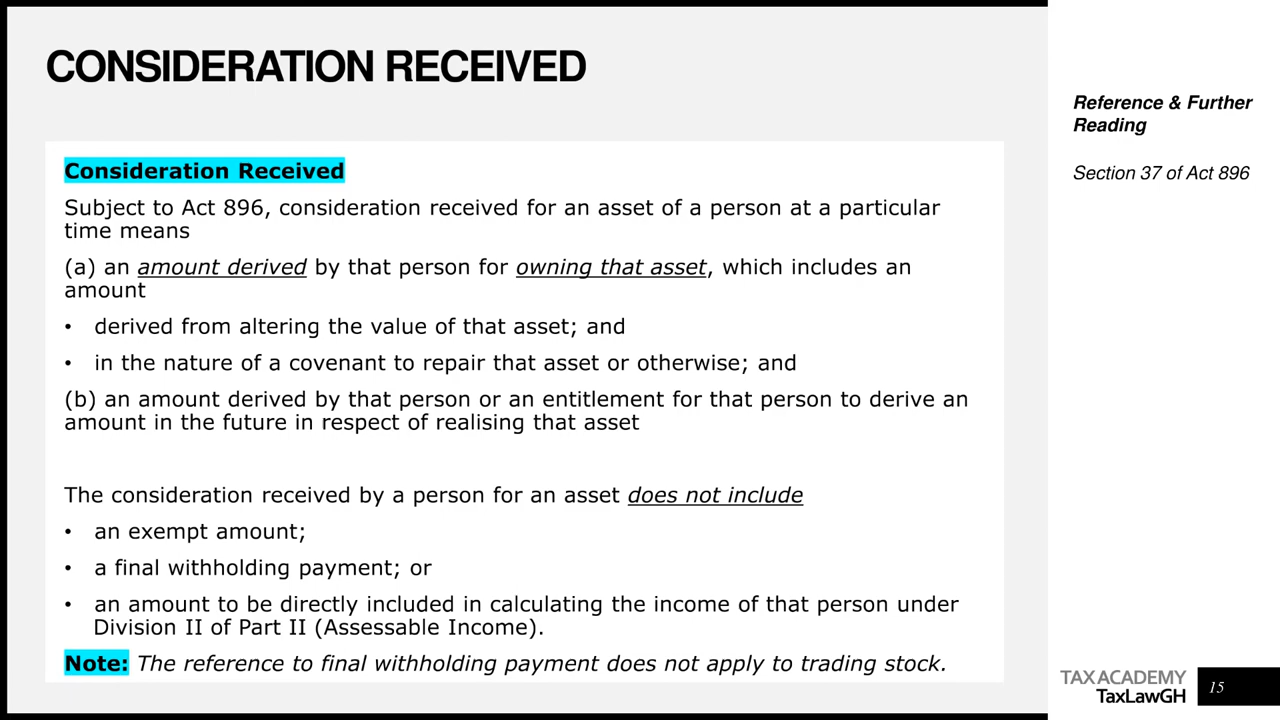 CONSIDERATION RECEIVED
Consideration Received
Subject to Act 896, consideration received for an asset of a person at a particular
time means
(a) an amount derived by that person for owning that asset, which includes an
amount
• derived from altering the value of that asset; and
• in the nature of a covenant to repair that asset or otherwise; and
(b) an amount derived by that person or an entitlement for that person to derive an
amount in the future in respect of realising that asset
The consideration received by a person for an asset does not include
• an exempt amount;
• a final withholding payment; or
• an amount to be directly included in calculating the income of that person under
Division II of Part II (Assessable Income).
Note: The reference to final withholding payment does not apply to trading stock.
Reference & Further
Reading
Section 37 of Act 896
TAX ACADEMY
TaxLawGH
15